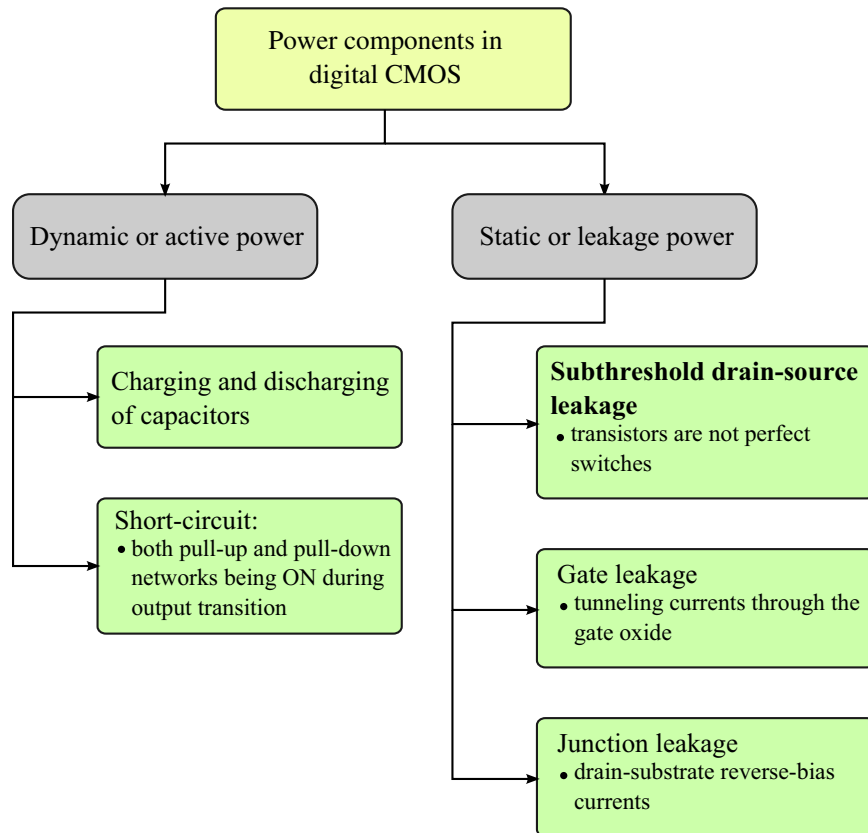 Power components in
digital CMOS
Dynamic or active power
Static or leakage power
Charging and discharging
of capacitors
Short-circuit:
• both pull-up and pull-down
networks being ON during
output transition
Subthreshold drain-source
leakage
• transistors are not perfect
switches
Gate leakage
• tunneling currents through the
gate oxide
Junction leakage
• drain-substrate reverse-bias
currents